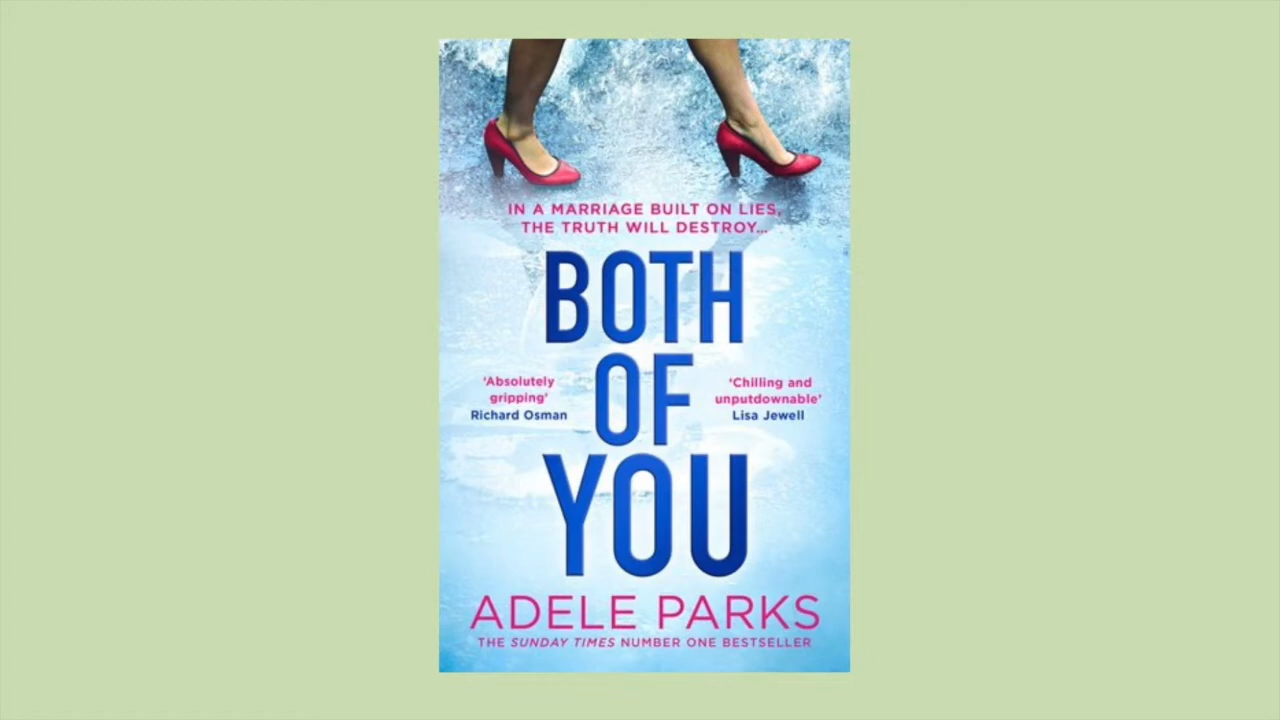 IN A MARRIAGE BUILT ON LIES,
THE TRUTH WILL DESTROY...
BOTH
OF
YOU
‘Absolutely
gripping’
Richard Osman
‘Chilling and
unputdownable’
Lisa Jewell
ADELE PARKS
THE SUNDAY TIMES NUMBER ONE BESTSELLER